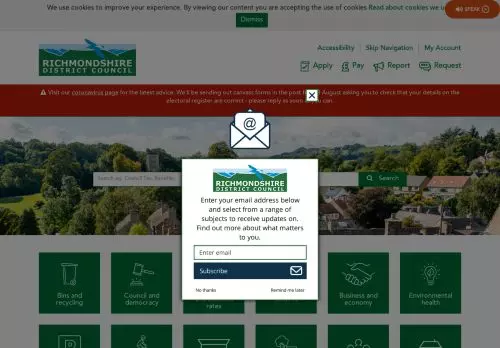 We use cookies to improve your experience. By viewing our content you are accepting the use of cookies Read about cookies we u
Dismiss
SPEAK
RICHMONDSHIRE
DISTRICT COUNCIL
Accessibility
Skip Navigation
My Account
Apply
Pay
Report
Request
Visit our coronavirus page for the latest advice. We'll be sending out canvass forms in the post August asking you to check that your details on the
electoral register are correct - please reply as soon can.
@
Search eg. Council Tax, Benefits
Search
RICHMONDSHIRE
DISTRICT COUNCIL
Enter your email address below
and select from a range of
subjects to receive updates on.
Find out more about what matters
to you.
Enter email
Subscribe
No thanks
Remind me later
Bins and
recycling
Council and
democracy
rates
Business and
economy
Environmental
health